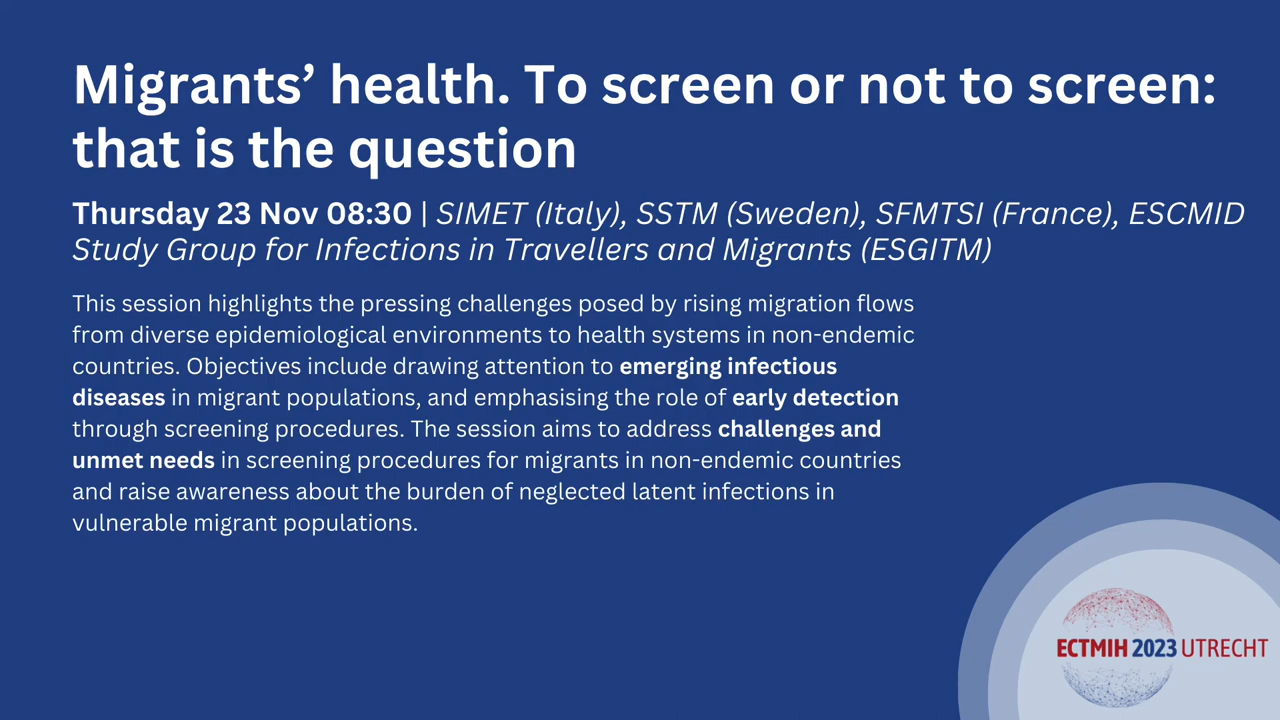 Migrants’ health. To screen or not to screen:
that is the question
Thursday 23 Nov 08:30 | SIMET (Italy), SSTM (Sweden), SFMTSI (France), ESCMID
Study Group for Infections in Travellers and Migrants (ESGITM)
This session highlights the pressing challenges posed by rising migration flows
from diverse epidemiological environments to health systems in non-endemic
countries. Objectives include drawing attention to emerging infectious
diseases in migrant populations, and emphasising the role of early detection
through screening procedures. The session aims to address challenges and
unmet needs in screening procedures for migrants in non-endemic countries
and raise awareness about the burden of neglected latent infections in
vulnerable migrant populations.
ECTMIH 2023 UTRECHT